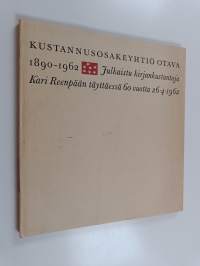 KUSTANNUSOSAKEYHTIÖ OTAVA
1890-1962 Julkaistu kirjankustantaja
Kari Reenpään täyttäessä 60 vuotta 26.4.1962